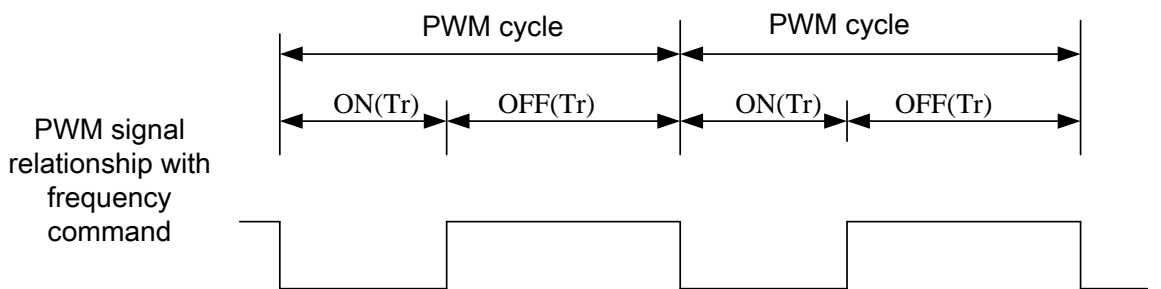 PWM cycle
PWM cycle
ON(Tr)
OFF(Tr)
ON(Tr)
OFF(Tr)
PWM signal
relationship with
frequency
command